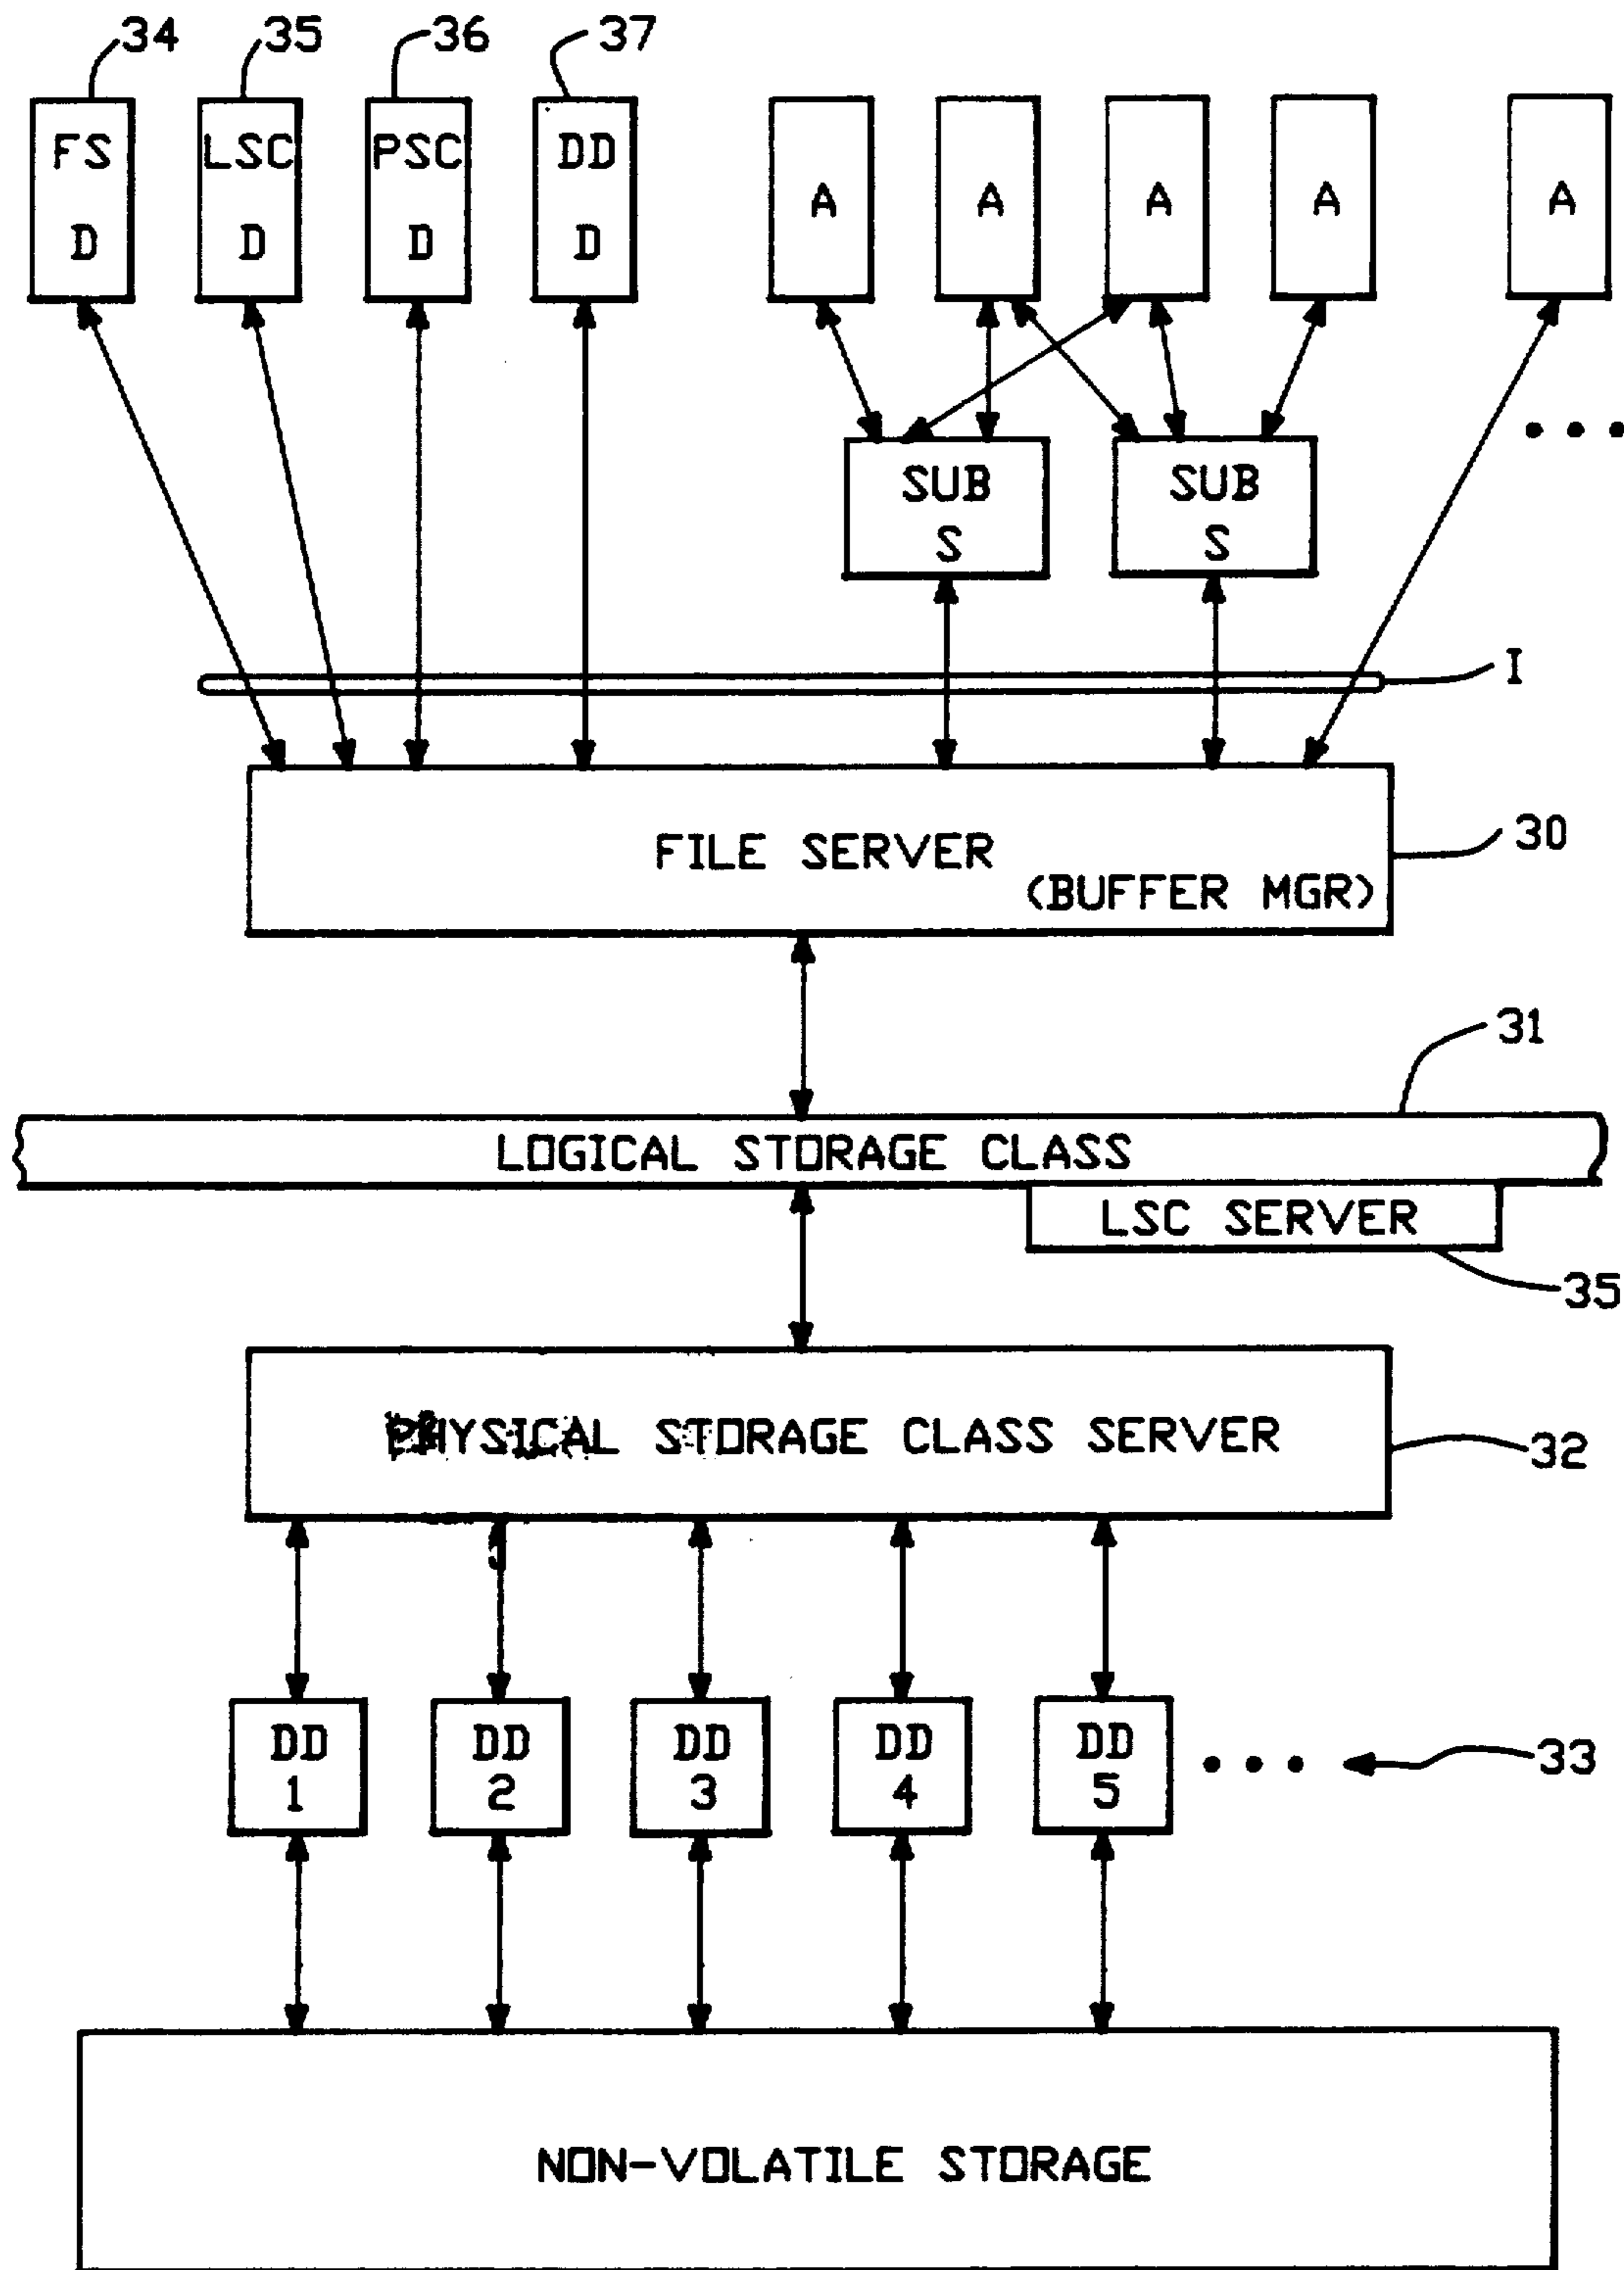 34 35 36 37
FS LSC PSC DD
D D D D
A A A A A
SUB SUB
S S
I
FILE SERVER
30
(BUFFER MGR)
31
LOGICAL STORAGE CLASS
LSC SERVER
35
PHYSICAL STORAGE CLASS SERVER
32
DD DD DD DD DD
33
1 2 3 4 5
NON-VOLATILE STORAGE